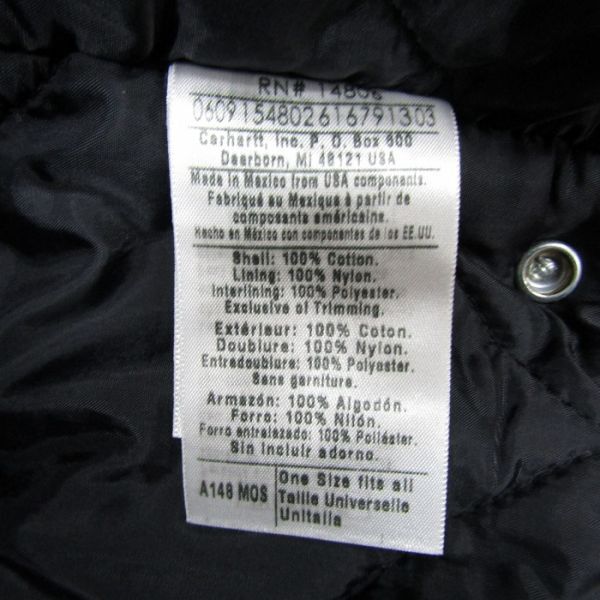 RN# 14806
0609154802616791303
Carhartt, Inc. P. O. Box 600
Dearborn, MI 48121 USA
Made in Mexico from USA components.
Fabriqué au Mexique à partir de
composants américaine.
Hecho en México con componentes de los EE.UU.
Shell: 100% Cotton.
Lining: 100% Nylon.
Interlining: 100% Polyester.
Exclusive of Trimming.
Extérieur: 100% Coton.
Doublure: 100% Nylon.
Entredoublure: 100% Polyester.
Sans garniture.
Armazón: 100% Algodón.
Forro: 100% Nilón.
Forro entrelazado: 100% Poliéster.
Sin incluir adorno.
A148 MOS
One Size fits all
Taille Universelle
Unitalla